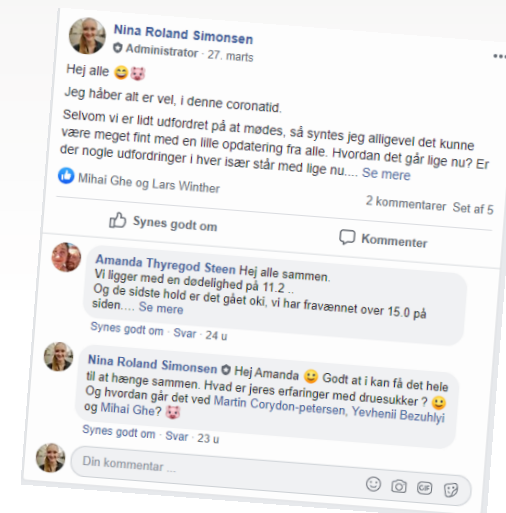 Nina Roland Simonsen
Administrator · 27. marts
Hej alle 😅🐷
Jeg håber alt er vel, i denne coronatid.
Selvom vi er lidt udfordret på at mødes, så syntes jeg alligevel det kunne
være meget fint med en lille opdatering fra alle. Hvordan det går lige nu? Er
der nogle udfordringer i hver især står med lige nu.... Se mere
Mihai Ghe og Lars Winther
2 kommentarer Set af 5
Synes godt om
Kommenter
Amanda Thyregod Steen Hej alle sammen.
Vi ligger med en dødelighed på 11.2 ..
Og de sidste hold er det gået oki, vi har fravænnet over 15.0 på
siden.... Se mere
Synes godt om · Svar · 24 u
Nina Roland Simonsen Hej Amanda 🙂 Godt at i kan få det hele
til at hænge sammen. Hvad er jeres erfaringer med druesukker ? 🙂
Og hvordan går det ved Martin Corydon-petersen, Yevhenii Bezuhlyi
og Mihai Ghe? 🐷
Synes godt om · Svar · 23 u
Din kommentar ...
GIF